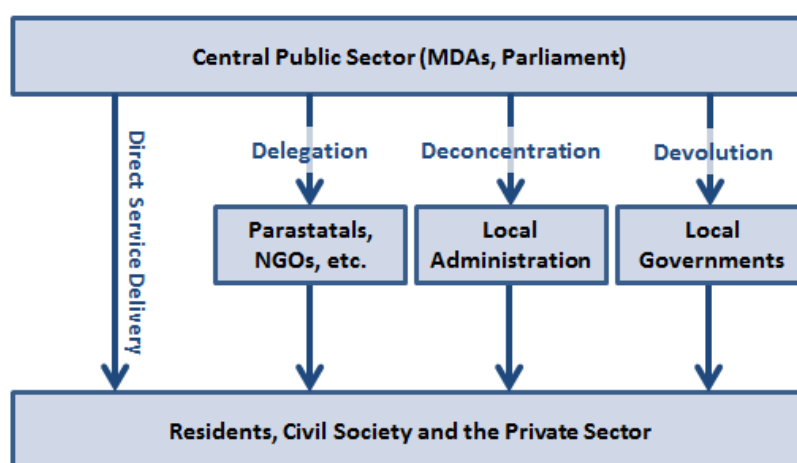 Central Public Sector (MDAs, Parliament)
Direct Service Delivery
Delegation
Deconcentration
Devolution
Parastatals,
NGOs, etc.
Local
Administration
Local
Governments
Residents, Civil Society and the Private Sector